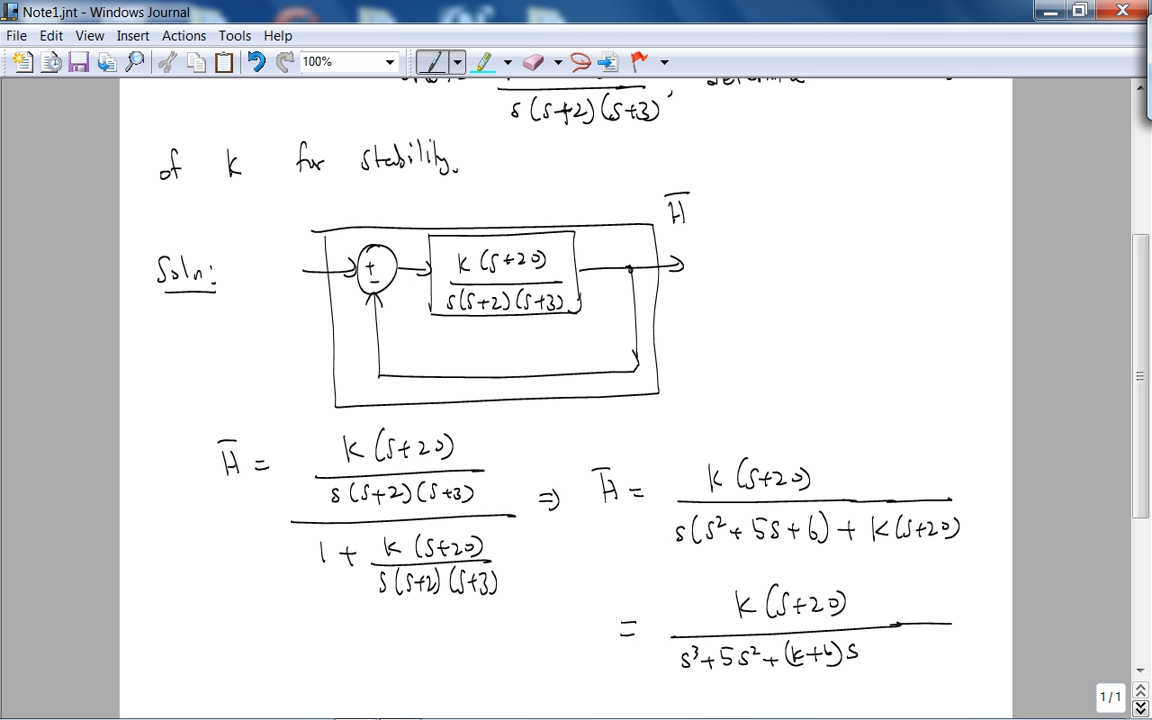 Note1.jnt - Windows Journal
File Edit View Insert Actions Tools Help
100%
s(s+2)(s+3), determine
of k for stability.
Soln:
H̅
+
−
k(s+20)
s(s+2)(s+3)
H̅ = k(s+20)
s(s+2)(s+3)
1 + k(s+20)
s(s+2)(s+3)
⇒ H̅ = k(s+20)
s(s²+5s+6) + k(s+20)
= k(s+20)
s³+5s²+(k+6)s
1/1